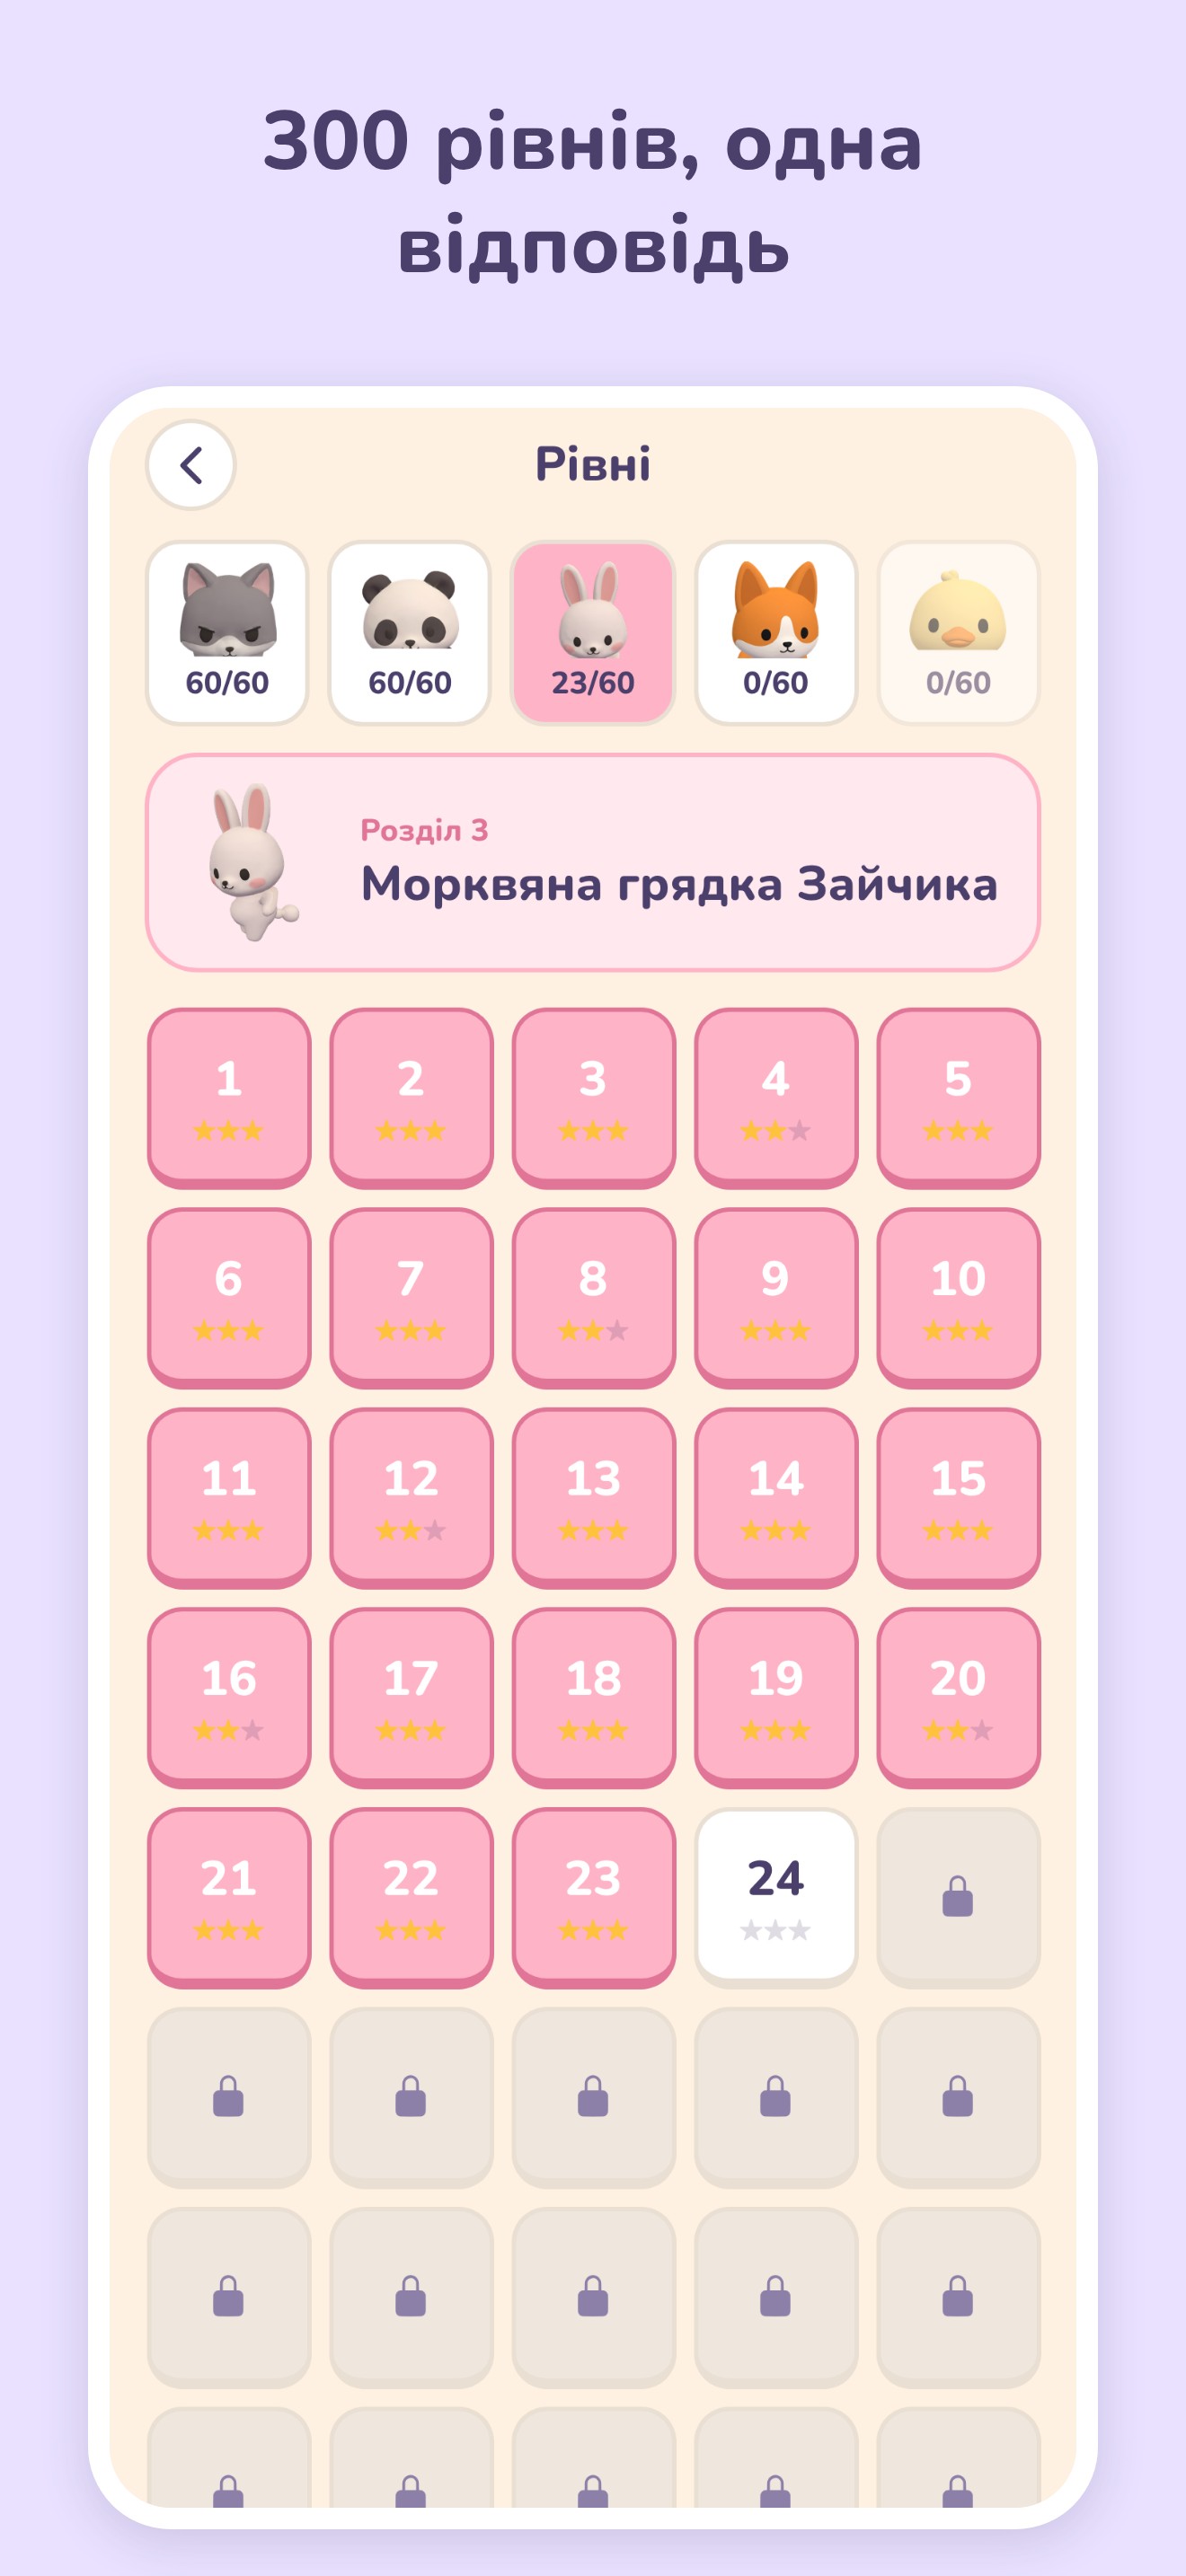 300 рівнів, одна
відповідь
Рівні
60/60 60/60 23/60 0/60 0/60
Розділ 3
Морквяна грядка Зайчика
1 2 3 4 5
6 7 8 9 10
11 12 13 14 15
16 17 18 19 20
21 22 23 24